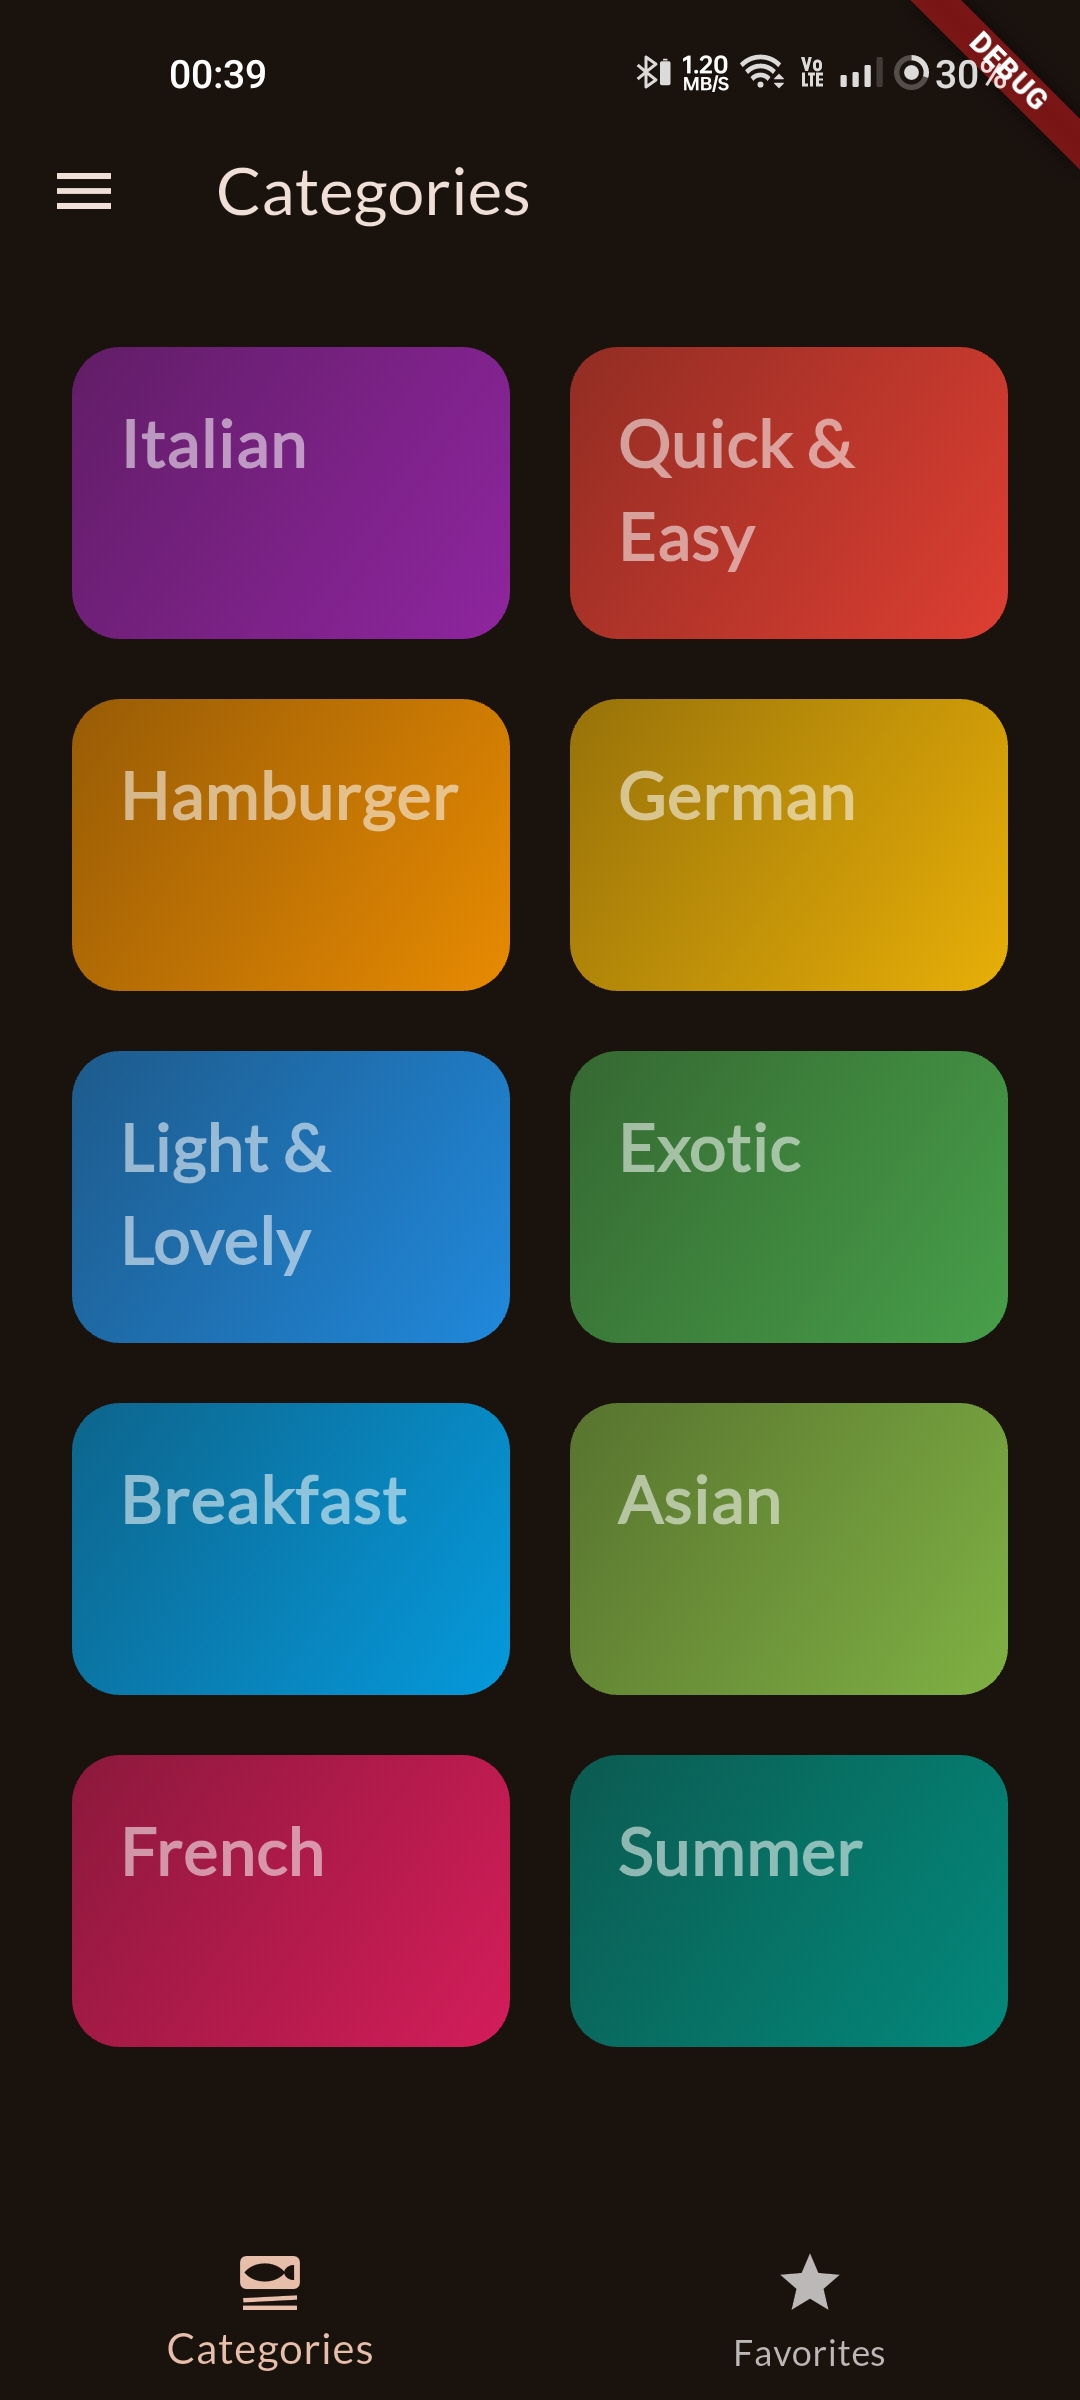 00:39
1.20
MB/S
Vo
LTE
30%
DEBUG
Categories
Italian
Quick &
Easy
Hamburger
German
Light &
Lovely
Exotic
Breakfast
Asian
French
Summer
Categories
Favorites